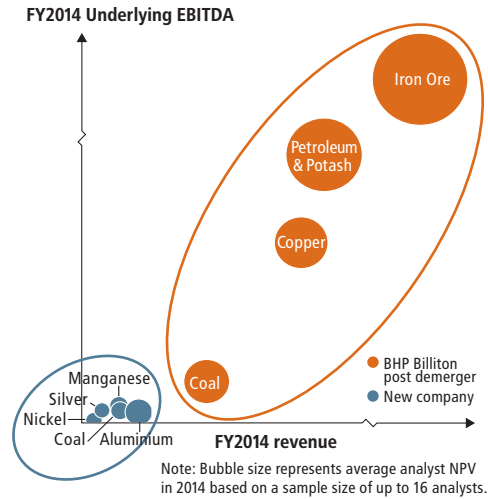 FY2014 Underlying EBITDA
Iron Ore
Petroleum
& Potash
Copper
Coal
BHP Billiton
post demerger
New company
Manganese
Silver
Nickel
Coal
Aluminium
FY2014 revenue
Note: Bubble size represents average analyst NPV
in 2014 based on a sample size of up to 16 analysts.